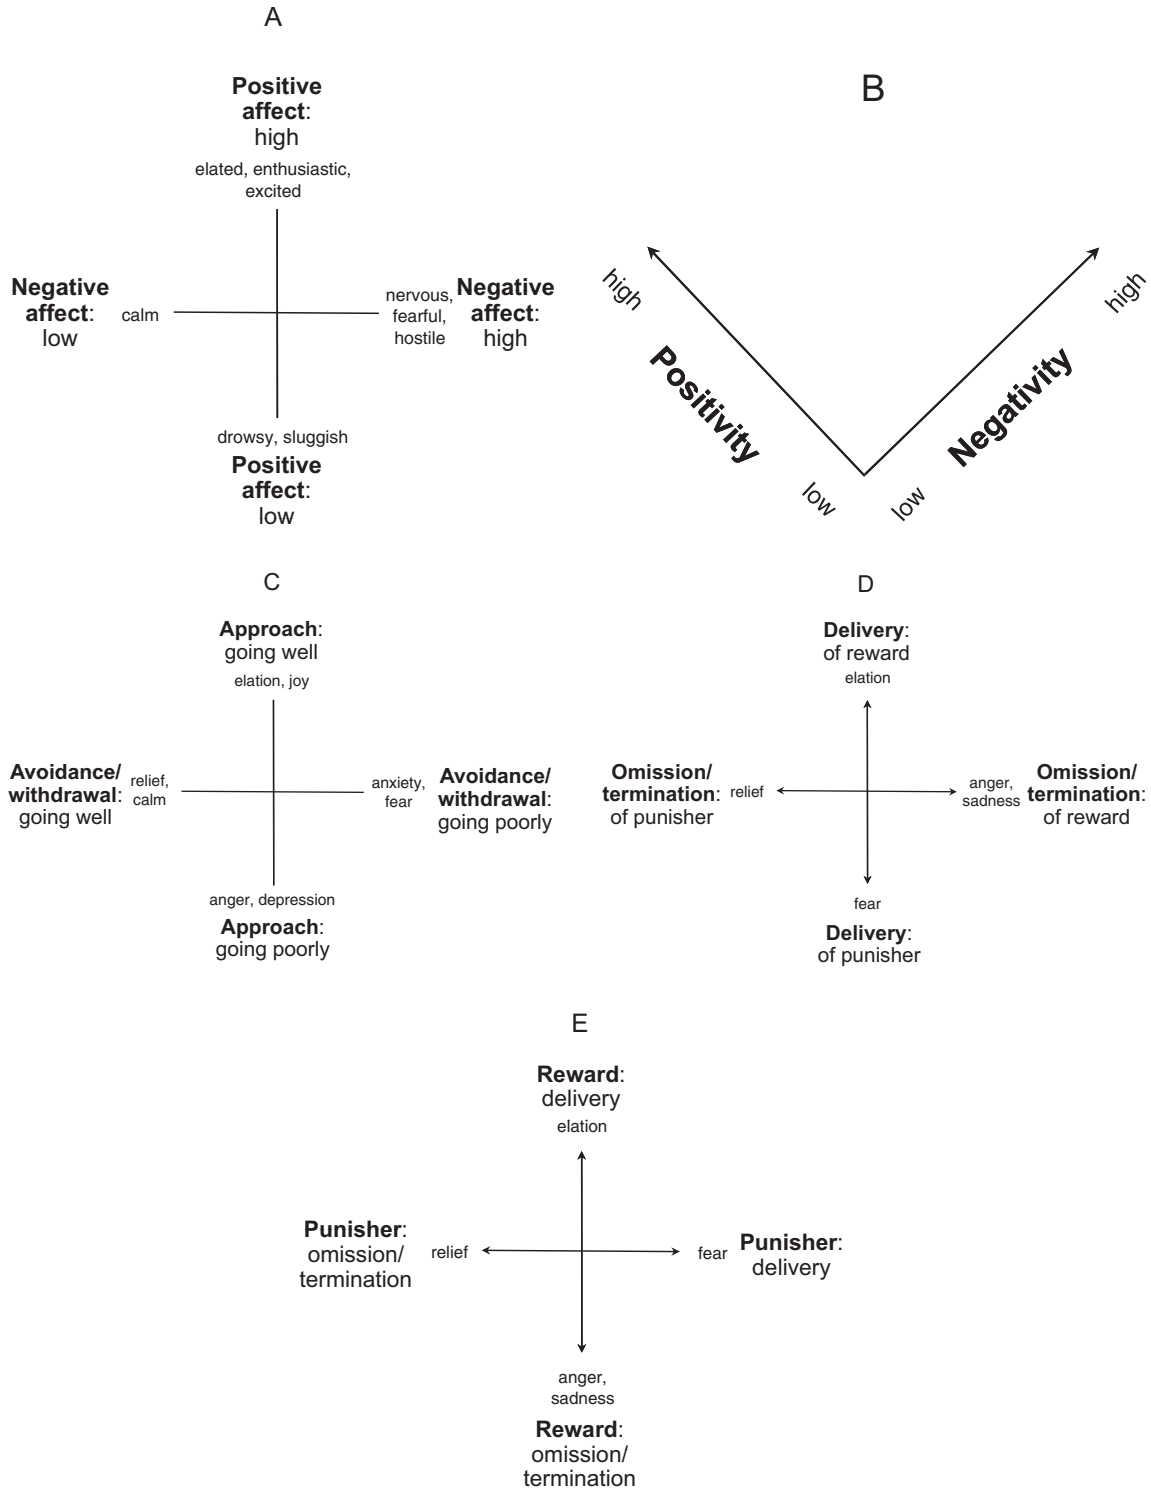 A
Positive
affect:
high
elated, enthusiastic,
excited
Negative
affect:
low
calm
nervous,
fearful,
hostile
Negative
affect:
high
drowsy, sluggish
Positive
affect:
low
B
high
Positivity
low
high
Negativity
low
C
Approach:
going well
elation, joy
Avoidance/
withdrawal:
going well
relief,
calm
anxiety,
fear
Avoidance/
withdrawal:
going poorly
anger, depression
Approach:
going poorly
D
Delivery:
of reward
elation
Omission/
termination:
of punisher
relief
anger,
sadness
Omission/
termination:
of reward
fear
Delivery:
of punisher
E
Reward:
delivery
elation
Punisher:
omission/
termination
relief
fear
Punisher:
delivery
anger,
sadness
Reward:
omission/
termination